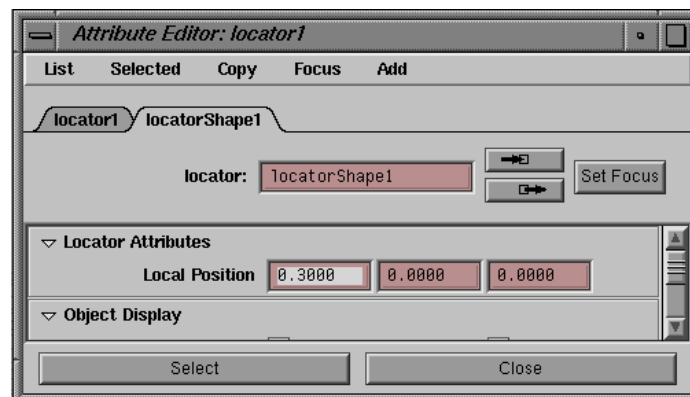 Attribute Editor: locator1
List Selected Copy Focus Add
locator1 locatorShape1
locator: locatorShape1 Set Focus
Locator Attributes
Local Position 0.3000 0.0000 0.0000
Object Display
Select Close